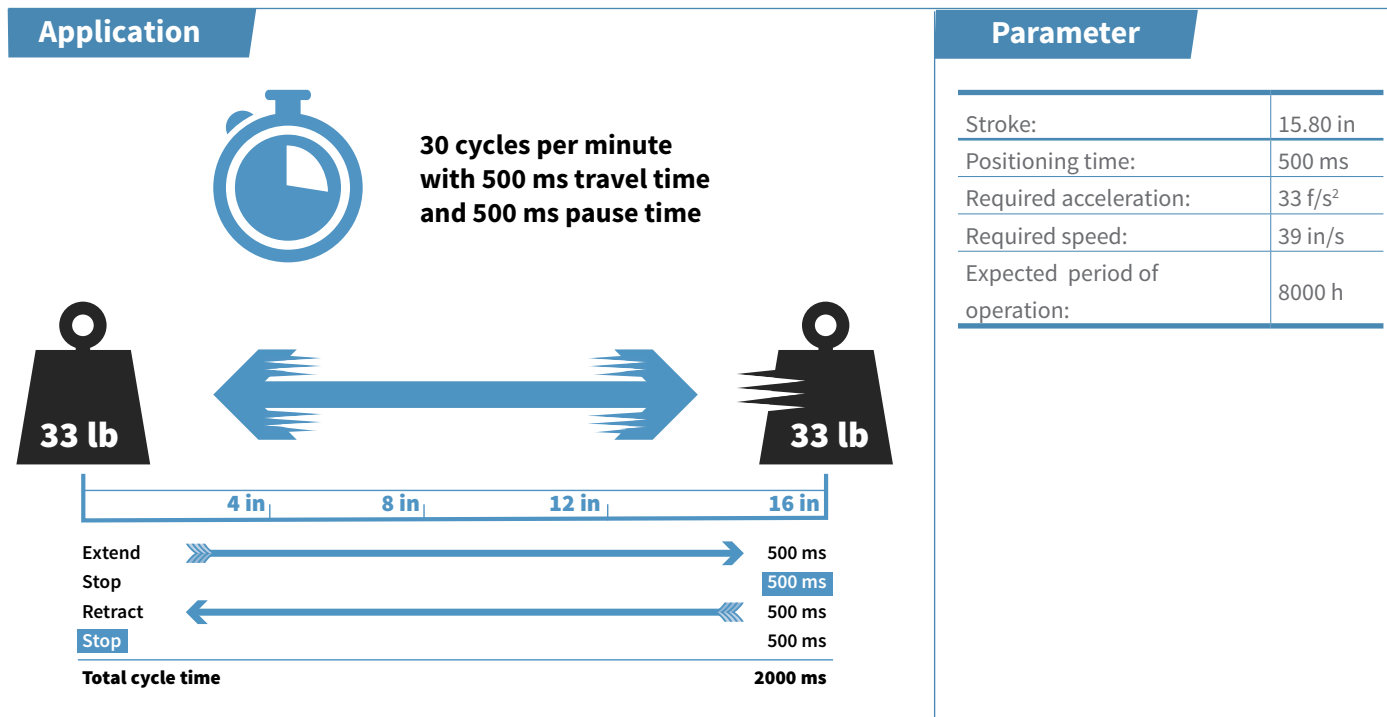 Application
30 cycles per minute
with 500 ms travel time
and 500 ms pause time
33 lb
33 lb
4 in
8 in
12 in
16 in
Extend 500 ms
Stop 500 ms
Retract 500 ms
Stop 500 ms
Total cycle time 2000 ms
Parameter
Stroke: 15.80 in
Positioning time: 500 ms
Required acceleration: 33 f/s²
Required speed: 39 in/s
Expected period of
operation: 8000 h